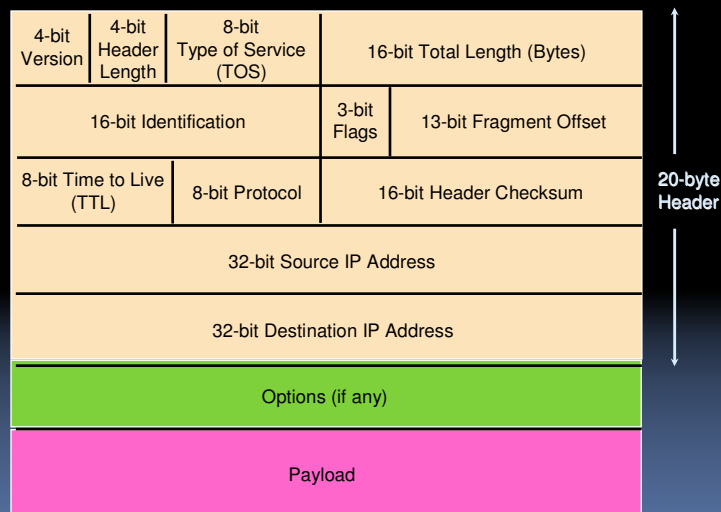 4-bit
Version
4-bit
Header
Length
8-bit
Type of Service
(TOS)
16-bit Total Length (Bytes)
16-bit Identification
3-bit
Flags
13-bit Fragment Offset
8-bit Time to Live
(TTL)
8-bit Protocol
16-bit Header Checksum
20-byte
Header
32-bit Source IP Address
32-bit Destination IP Address
Options (if any)
Payload